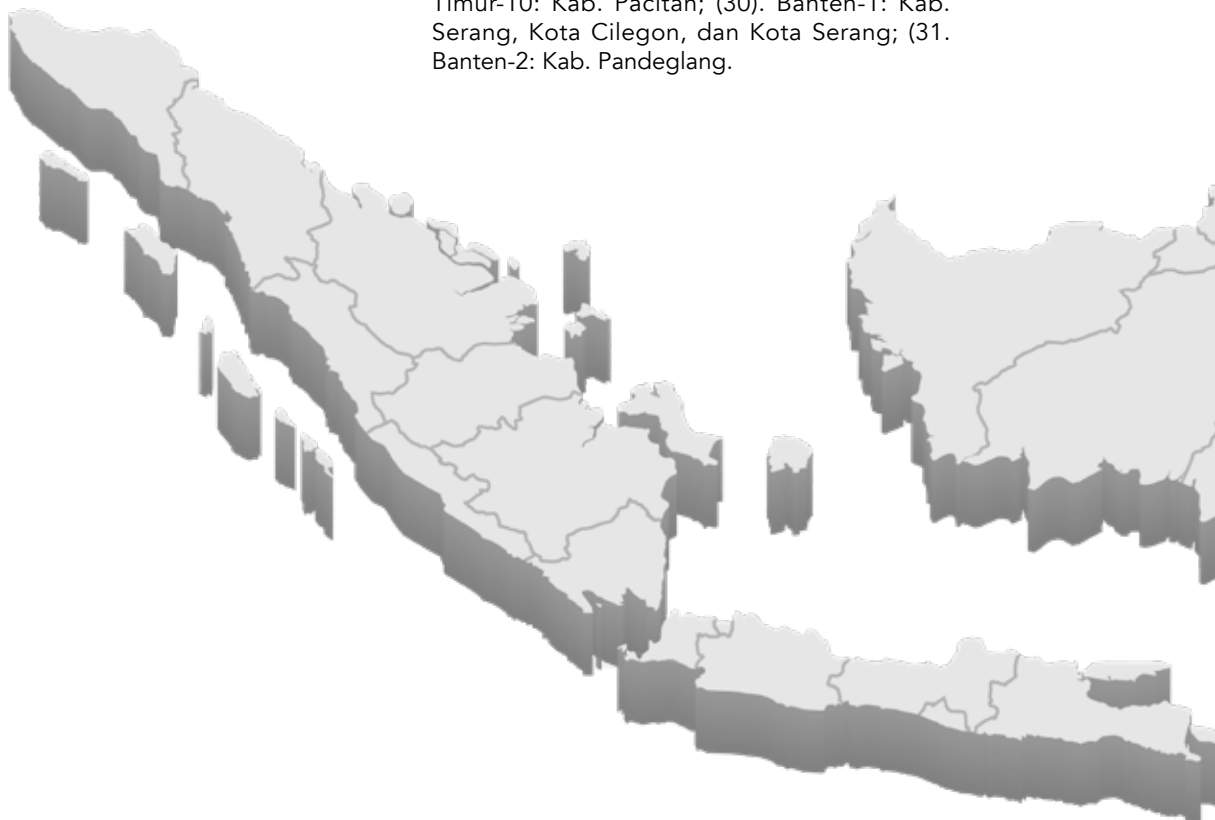 Timur-10: Kab. Pacitan; (30). Banten-1: Kab.
Serang, Kota Cilegon, dan Kota Serang; (31.
Banten-2: Kab. Pandeglang.